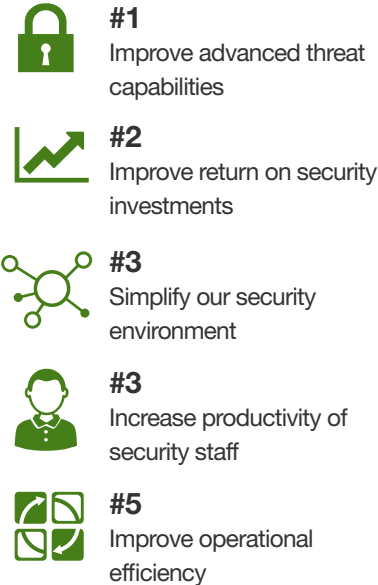 #1
Improve advanced threat
capabilities
#2
Improve return on security
investments
#3
Simplify our security
environment
#3
Increase productivity of
security staff
#5
Improve operational
efficiency